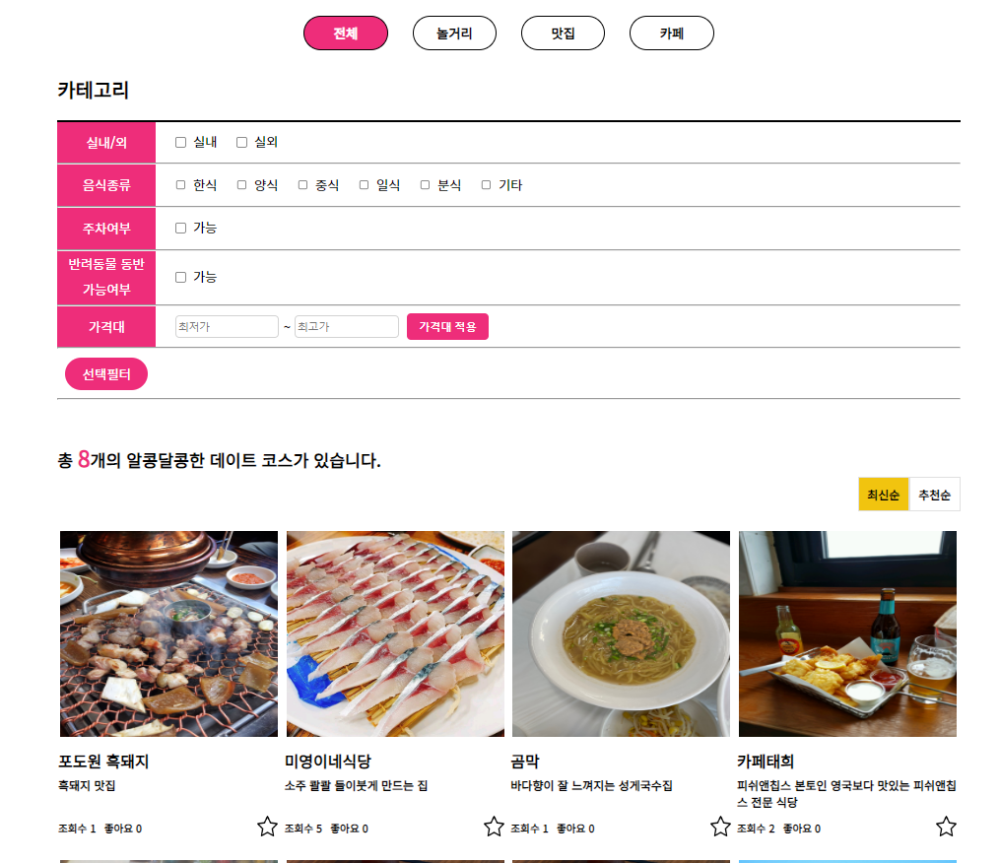 전체 놀거리 맛집 카페
카테고리
실내/외 실내 실외
음식종류 한식 양식 중식 일식 분식 기타
주차여부 가능
반려동물 동반
가능여부 가능
가격대 최저가 ~ 최고가 가격대 적용
선택필터
총 8개의 알콩달콩한 데이트 코스가 있습니다.
최신순 추천순
포도원 흑돼지
흑돼지 맛집
조회수 1 좋아요 0
미영이네식당
소주 콸콸 들이붓게 만드는 집
조회수 5 좋아요 0
곰막
바다향이 잘 느껴지는 성게국수집
조회수 1 좋아요 0
카페태희
피쉬앤칩스 본토인 영국보다 맛있는 피쉬앤칩
스 전문 식당
조회수 2 좋아요 0